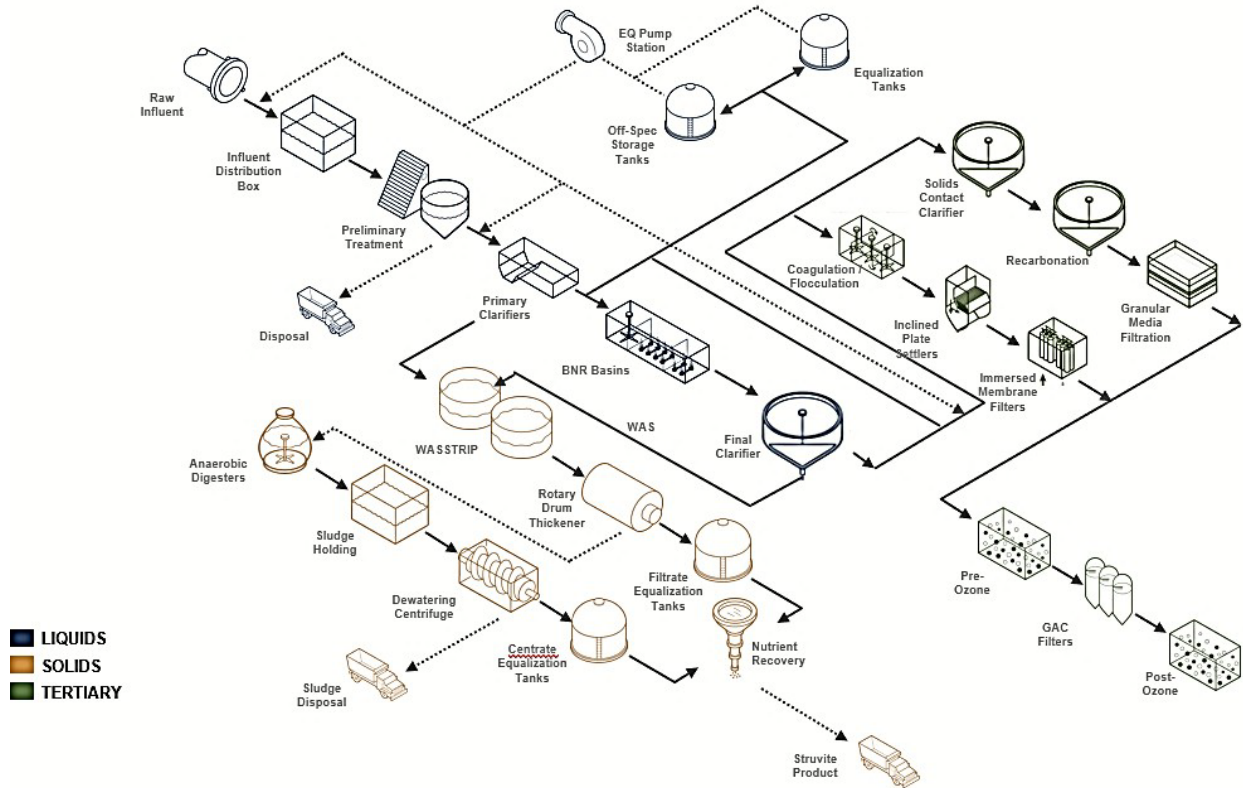 EQ Pump
Station
Equalization
Tanks
Raw
Influent
Off-Spec
Storage
Tanks
Influent
Distribution
Box
Solids
Contact
Clarifier
Preliminary
Treatment
Recarbonation
Coagulation /
Flocculation
Primary
Clarifiers
Granular
Media
Filtration
Disposal
Inclined
Plate
Settlers
BNR Basins
Immersed
Membrane
Filters
WAS
Final
Clarifier
WASSTRIP
Anaerobic
Digesters
Rotary
Drum
Thickener
Sludge
Holding
Filtrate
Equalization
Tanks
Pre-
Ozone
Dewatering
Centrifuge
GAC
Filters
LIQUIDS
SOLIDS
TERTIARY
Centrate
Equalization
Tanks
Nutrient
Recovery
Post-
Ozone
Sludge
Disposal
Struvite
Product